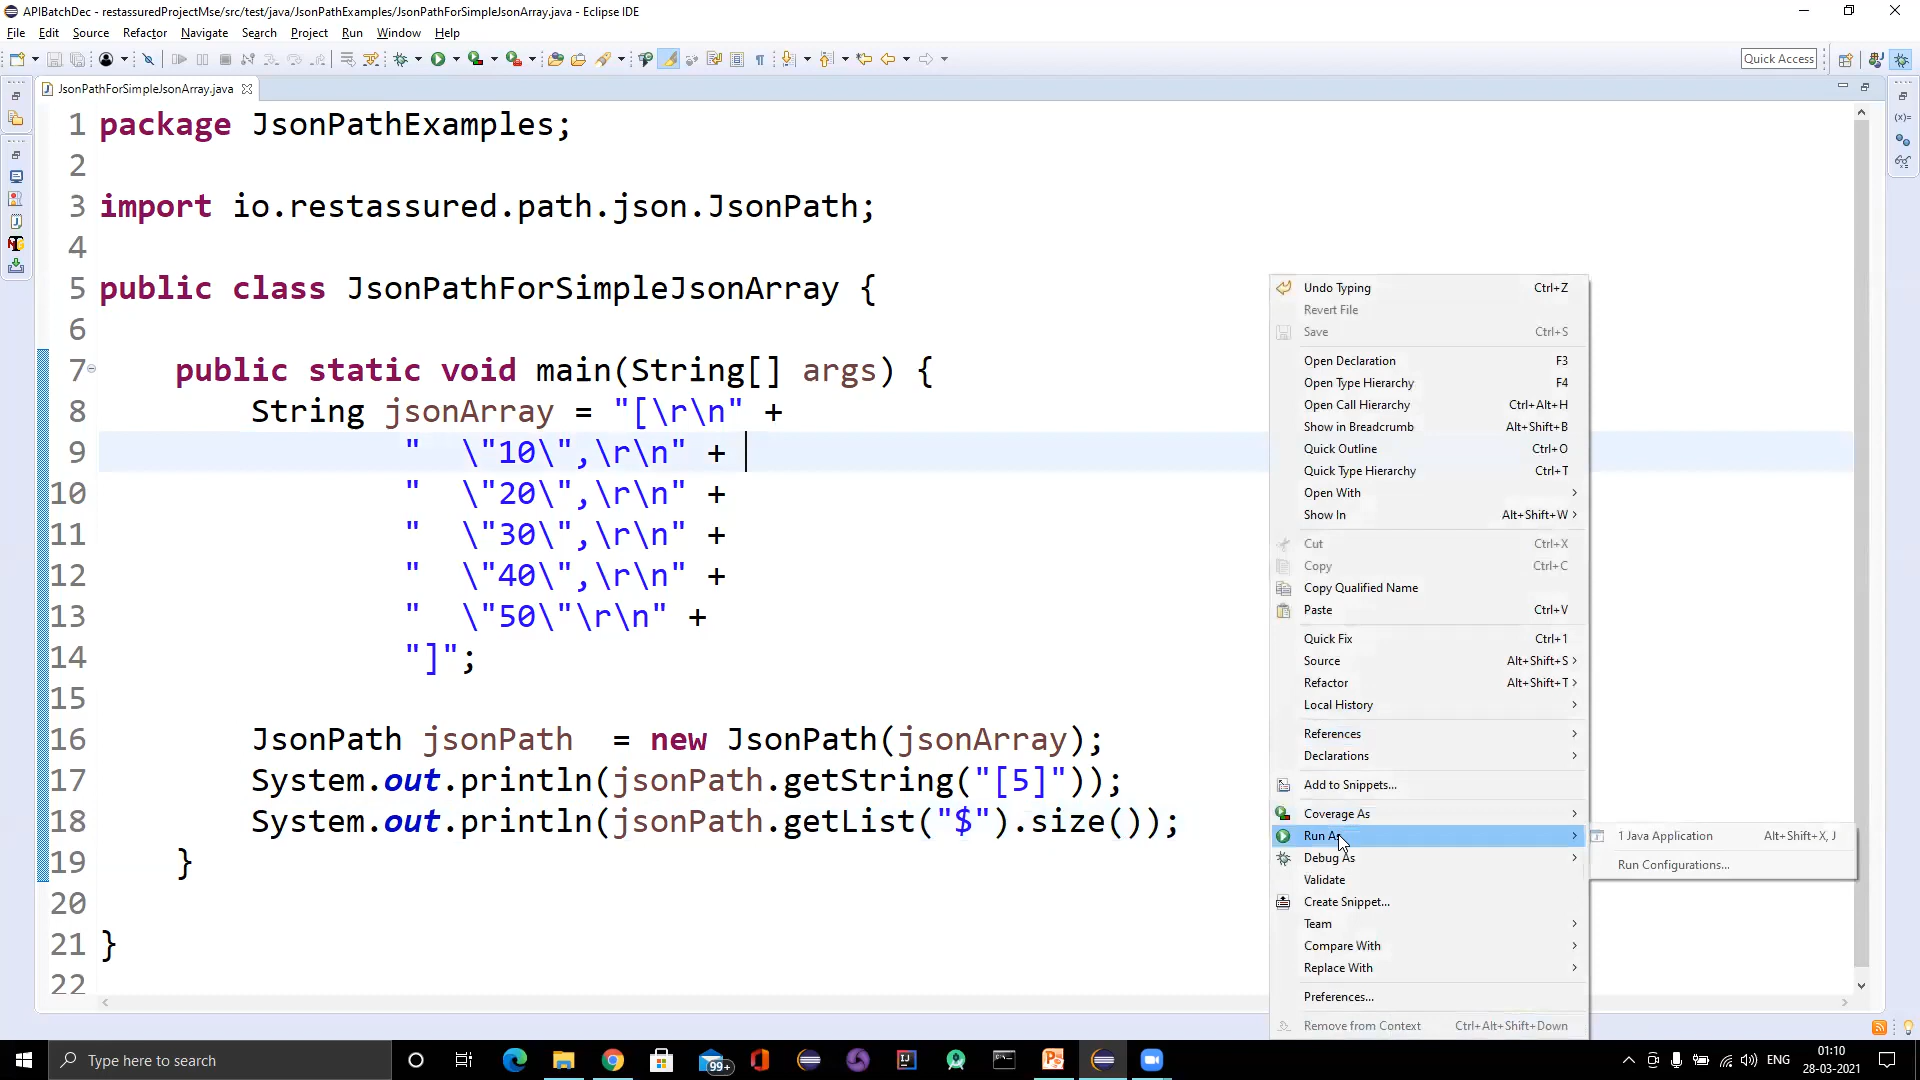 APIBatchDec - restassuredProjectMse/src/test/java/JsonPathExamples/JsonPathForSimpleJsonArray.java - Eclipse IDE
File Edit Source Refactor Navigate Search Project Run Window Help
Quick Access
JsonPathForSimpleJsonArray.java
1 package JsonPathExamples;
2
3 import io.restassured.path.json.JsonPath;
4
5 public class JsonPathForSimpleJsonArray {
6
7 public static void main(String[] args) {
8 String jsonArray = "[\r\n" +
9 "  \"10\",\r\n" +
10 "  \"20\",\r\n" +
11 "  \"30\",\r\n" +
12 "  \"40\",\r\n" +
13 "  \"50\"\r\n" +
14 "]";
15
16 JsonPath jsonPath  = new JsonPath(jsonArray);
17 System.out.println(jsonPath.getString("[5]"));
18 System.out.println(jsonPath.getList("$").size());
19 }
20
21 }
22
Undo Typing Ctrl+Z
Revert File
Save Ctrl+S
Open Declaration F3
Open Type Hierarchy F4
Open Call Hierarchy Ctrl+Alt+H
Show in Breadcrumb Alt+Shift+B
Quick Outline Ctrl+O
Quick Type Hierarchy Ctrl+T
Open With
Show In Alt+Shift+W
Cut Ctrl+X
Copy Ctrl+C
Copy Qualified Name
Paste Ctrl+V
Quick Fix Ctrl+1
Source Alt+Shift+S
Refactor Alt+Shift+T
Local History
References
Declarations
Add to Snippets...
Coverage As
Run As
1 Java Application Alt+Shift+X, J
Run Configurations...
Debug As
Validate
Create Snippet...
Team
Compare With
Replace With
Preferences...
Remove from Context Ctrl+Alt+Shift+Down
Type here to search
99+
ENG
01:10
28-03-2021